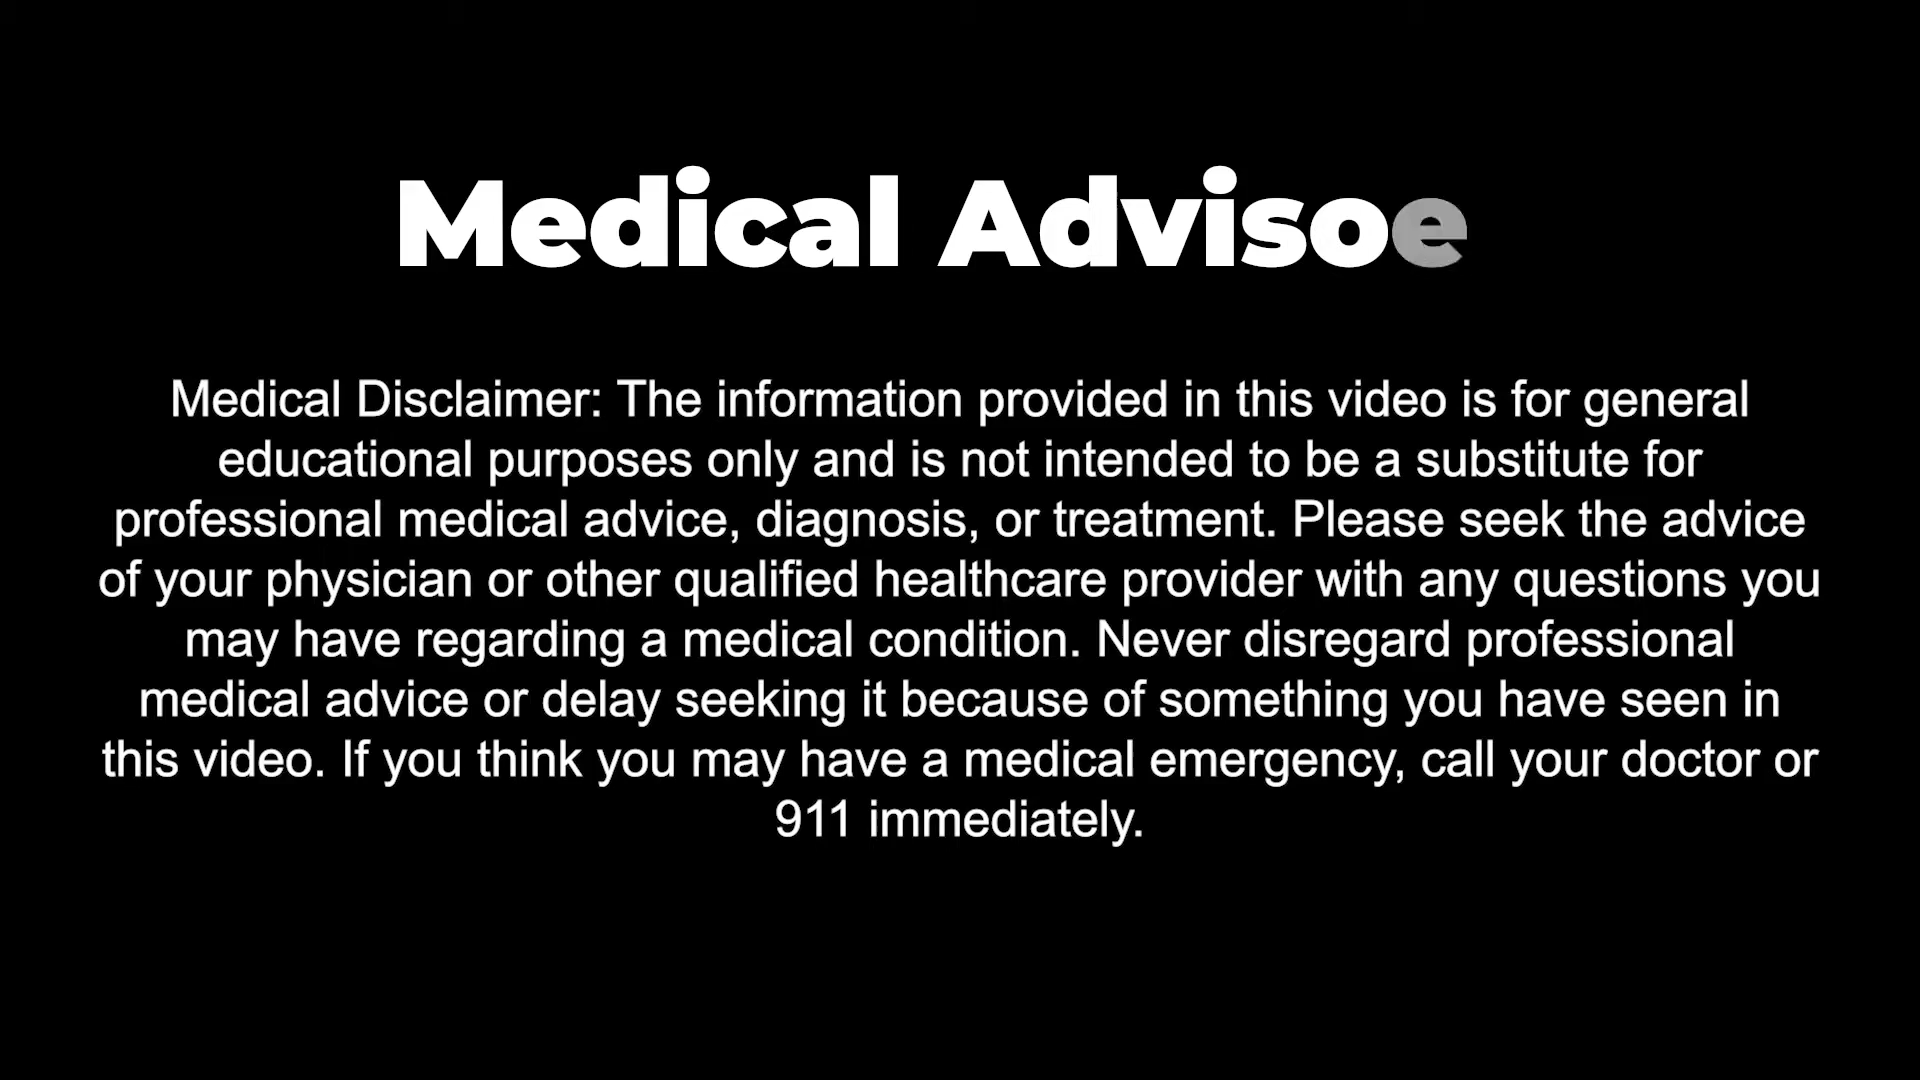 Medical Advisoe
Medical Disclaimer: The information provided in this video is for general
educational purposes only and is not intended to be a substitute for
professional medical advice, diagnosis, or treatment. Please seek the advice
of your physician or other qualified healthcare provider with any questions you
may have regarding a medical condition. Never disregard professional
medical advice or delay seeking it because of something you have seen in
this video. If you think you may have a medical emergency, call your doctor or
911 immediately.